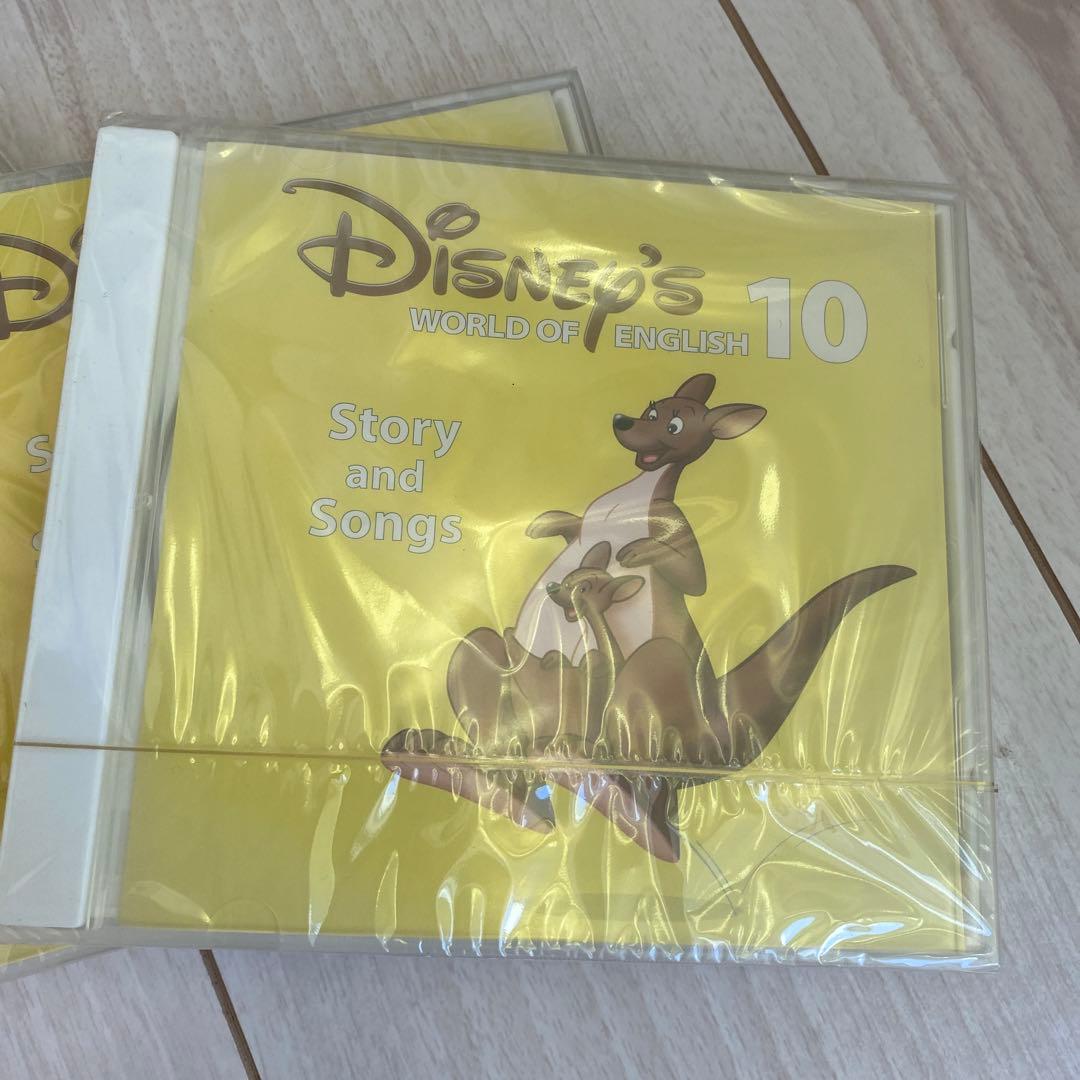 DISNEY'S
WORLD OF ENGLISH 10
Story
and
Songs
D
S